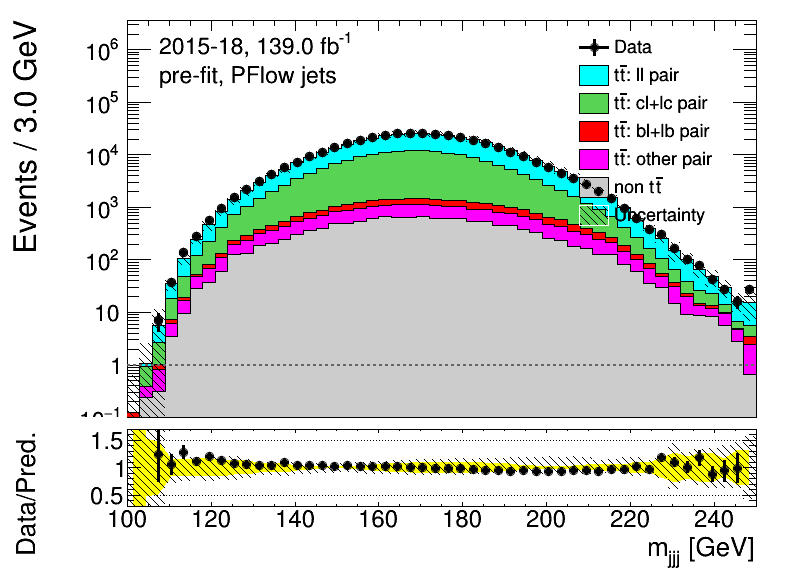 Events / 3.0 GeV
10^6
10^5
10^4
10^3
10^2
10
1
10^-1
2015-18, 139.0 fb^-1
pre-fit, PFlow jets
Data
tt̄: ll pair
tt̄: cl+lc pair
tt̄: bl+lb pair
tt̄: other pair
non tt̄
Uncertainty
Data/Pred.
1.5
1
0.5
100 120 140 160 180 200 220 240
m_jjj [GeV]